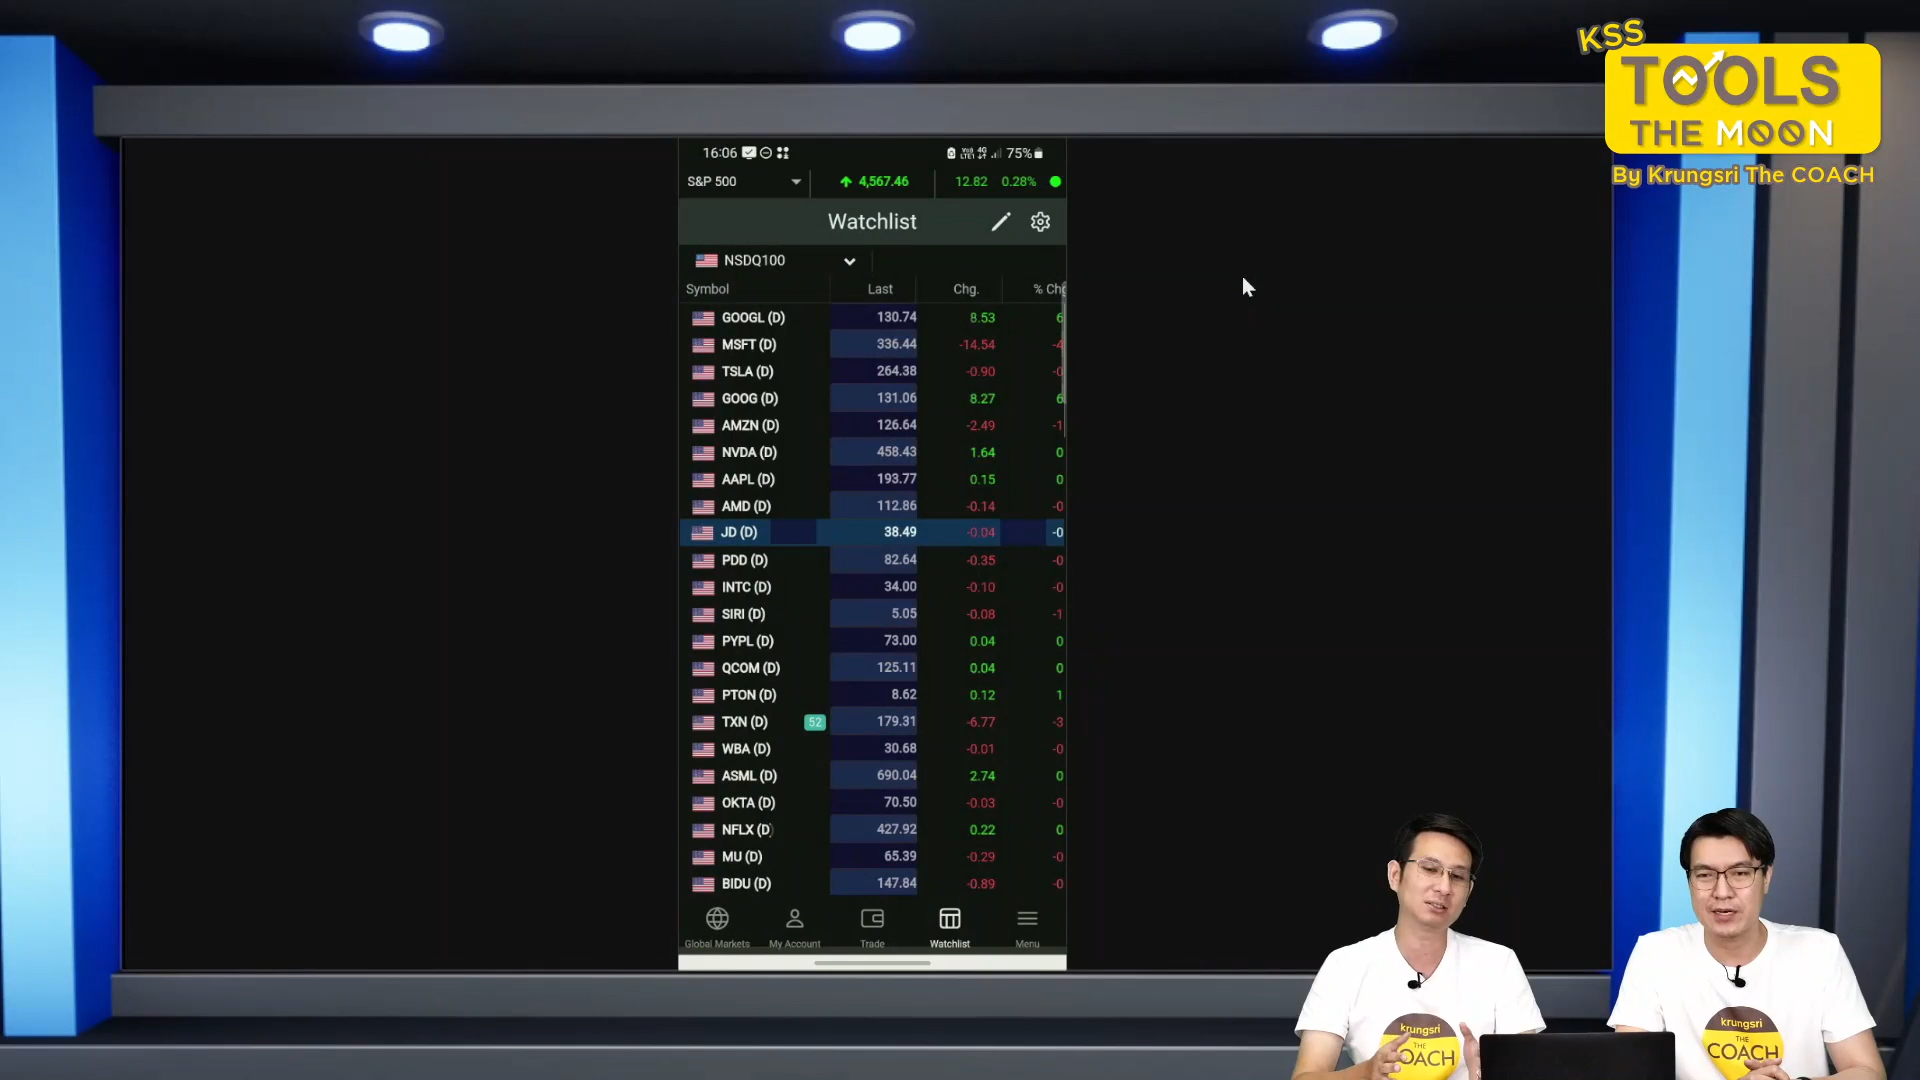 KSS
TOOLS
THE MOON
By Krungsri The COACH
16:06 75%
S&P 500 4,567.46 12.82 0.28%
Watchlist
NSDQ100
Symbol Last Chg. % Chg
GOOGL (D) 130.74 8.53 6
MSFT (D) 336.44 -14.54 -4
TSLA (D) 264.38 -0.90 -0
GOOG (D) 131.06 8.27 6
AMZN (D) 126.64 -2.49 -1
NVDA (D) 458.43 1.64 0
AAPL (D) 193.77 0.15 0
AMD (D) 112.86 -0.14 -0
JD (D) 38.49 -0.04 -0
PDD (D) 82.64 -0.35 -0
INTC (D) 34.00 -0.10 -0
SIRI (D) 5.05 -0.08 -1
PYPL (D) 73.00 0.04 0
QCOM (D) 125.11 0.04 0
PTON (D) 8.62 0.12 1
TXN (D) 52 179.31 -6.77 -3
WBA (D) 30.68 -0.01 -0
ASML (D) 690.04 2.74 0
OKTA (D) 70.50 -0.03 -0
NFLX (D) 427.92 0.22 0
MU (D) 65.39 -0.29 -0
BIDU (D) 147.84 -0.89 -0
Global Markets My Account Trade Watchlist Menu
krungsri
THE
COACH
krungsri
THE
COACH